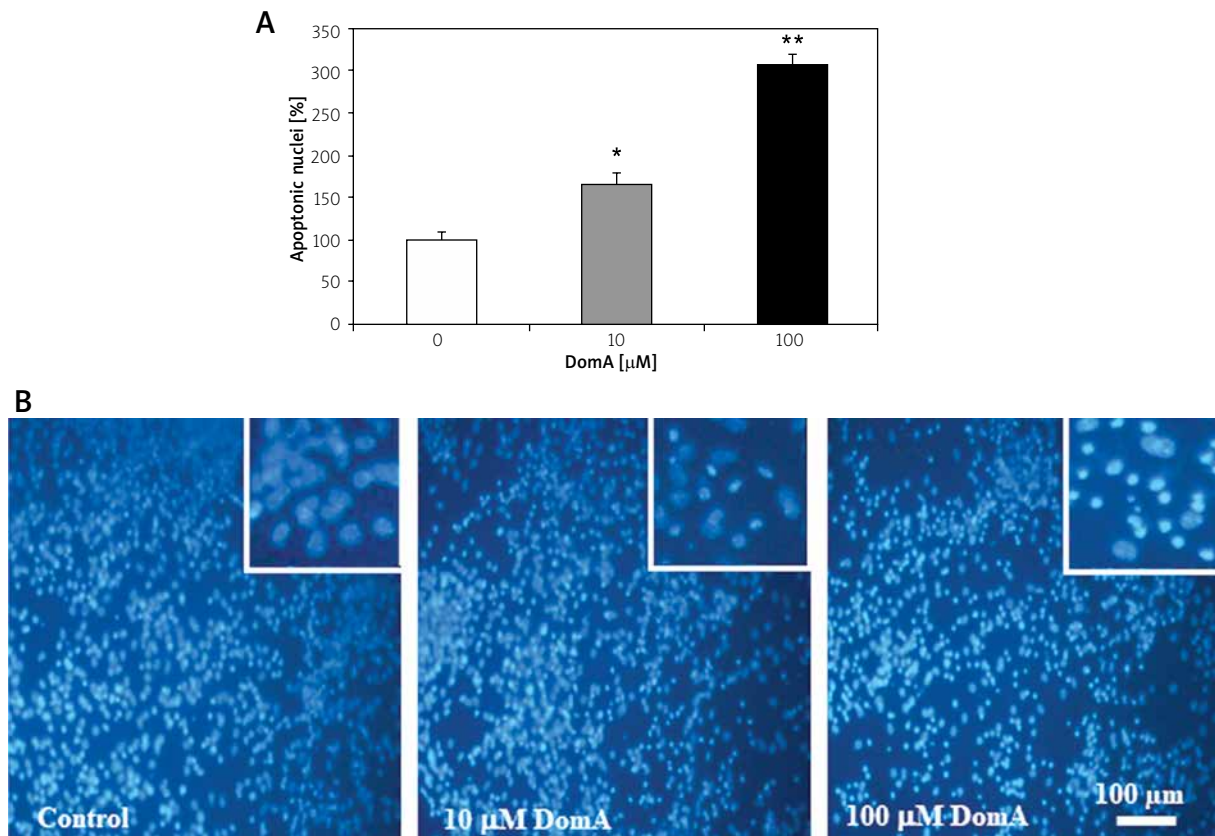 A
Apoptonic nuclei [%]
350
300
250
200
150
100
50
0
*
**
0 10 100
DomA [μM]
B
Control
10 μM DomA
100 μM DomA
100 μm